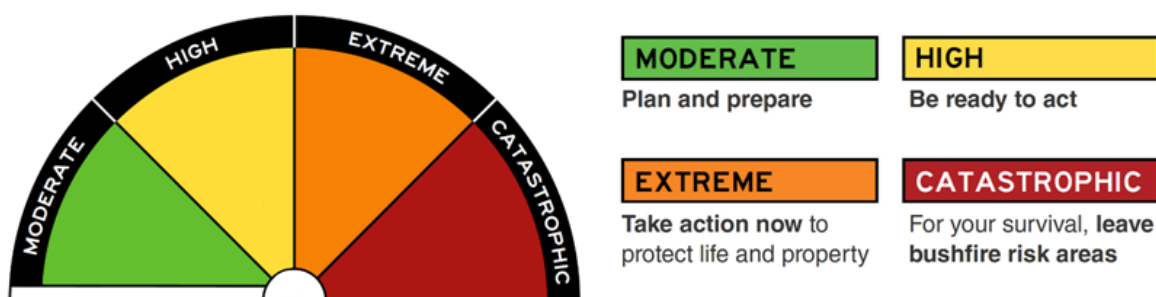 MODERATE
HIGH
EXTREME
CATASTROPHIC
MODERATE
Plan and prepare
HIGH
Be ready to act
EXTREME
Take action now to
protect life and property
CATASTROPHIC
For your survival, leave
bushfire risk areas